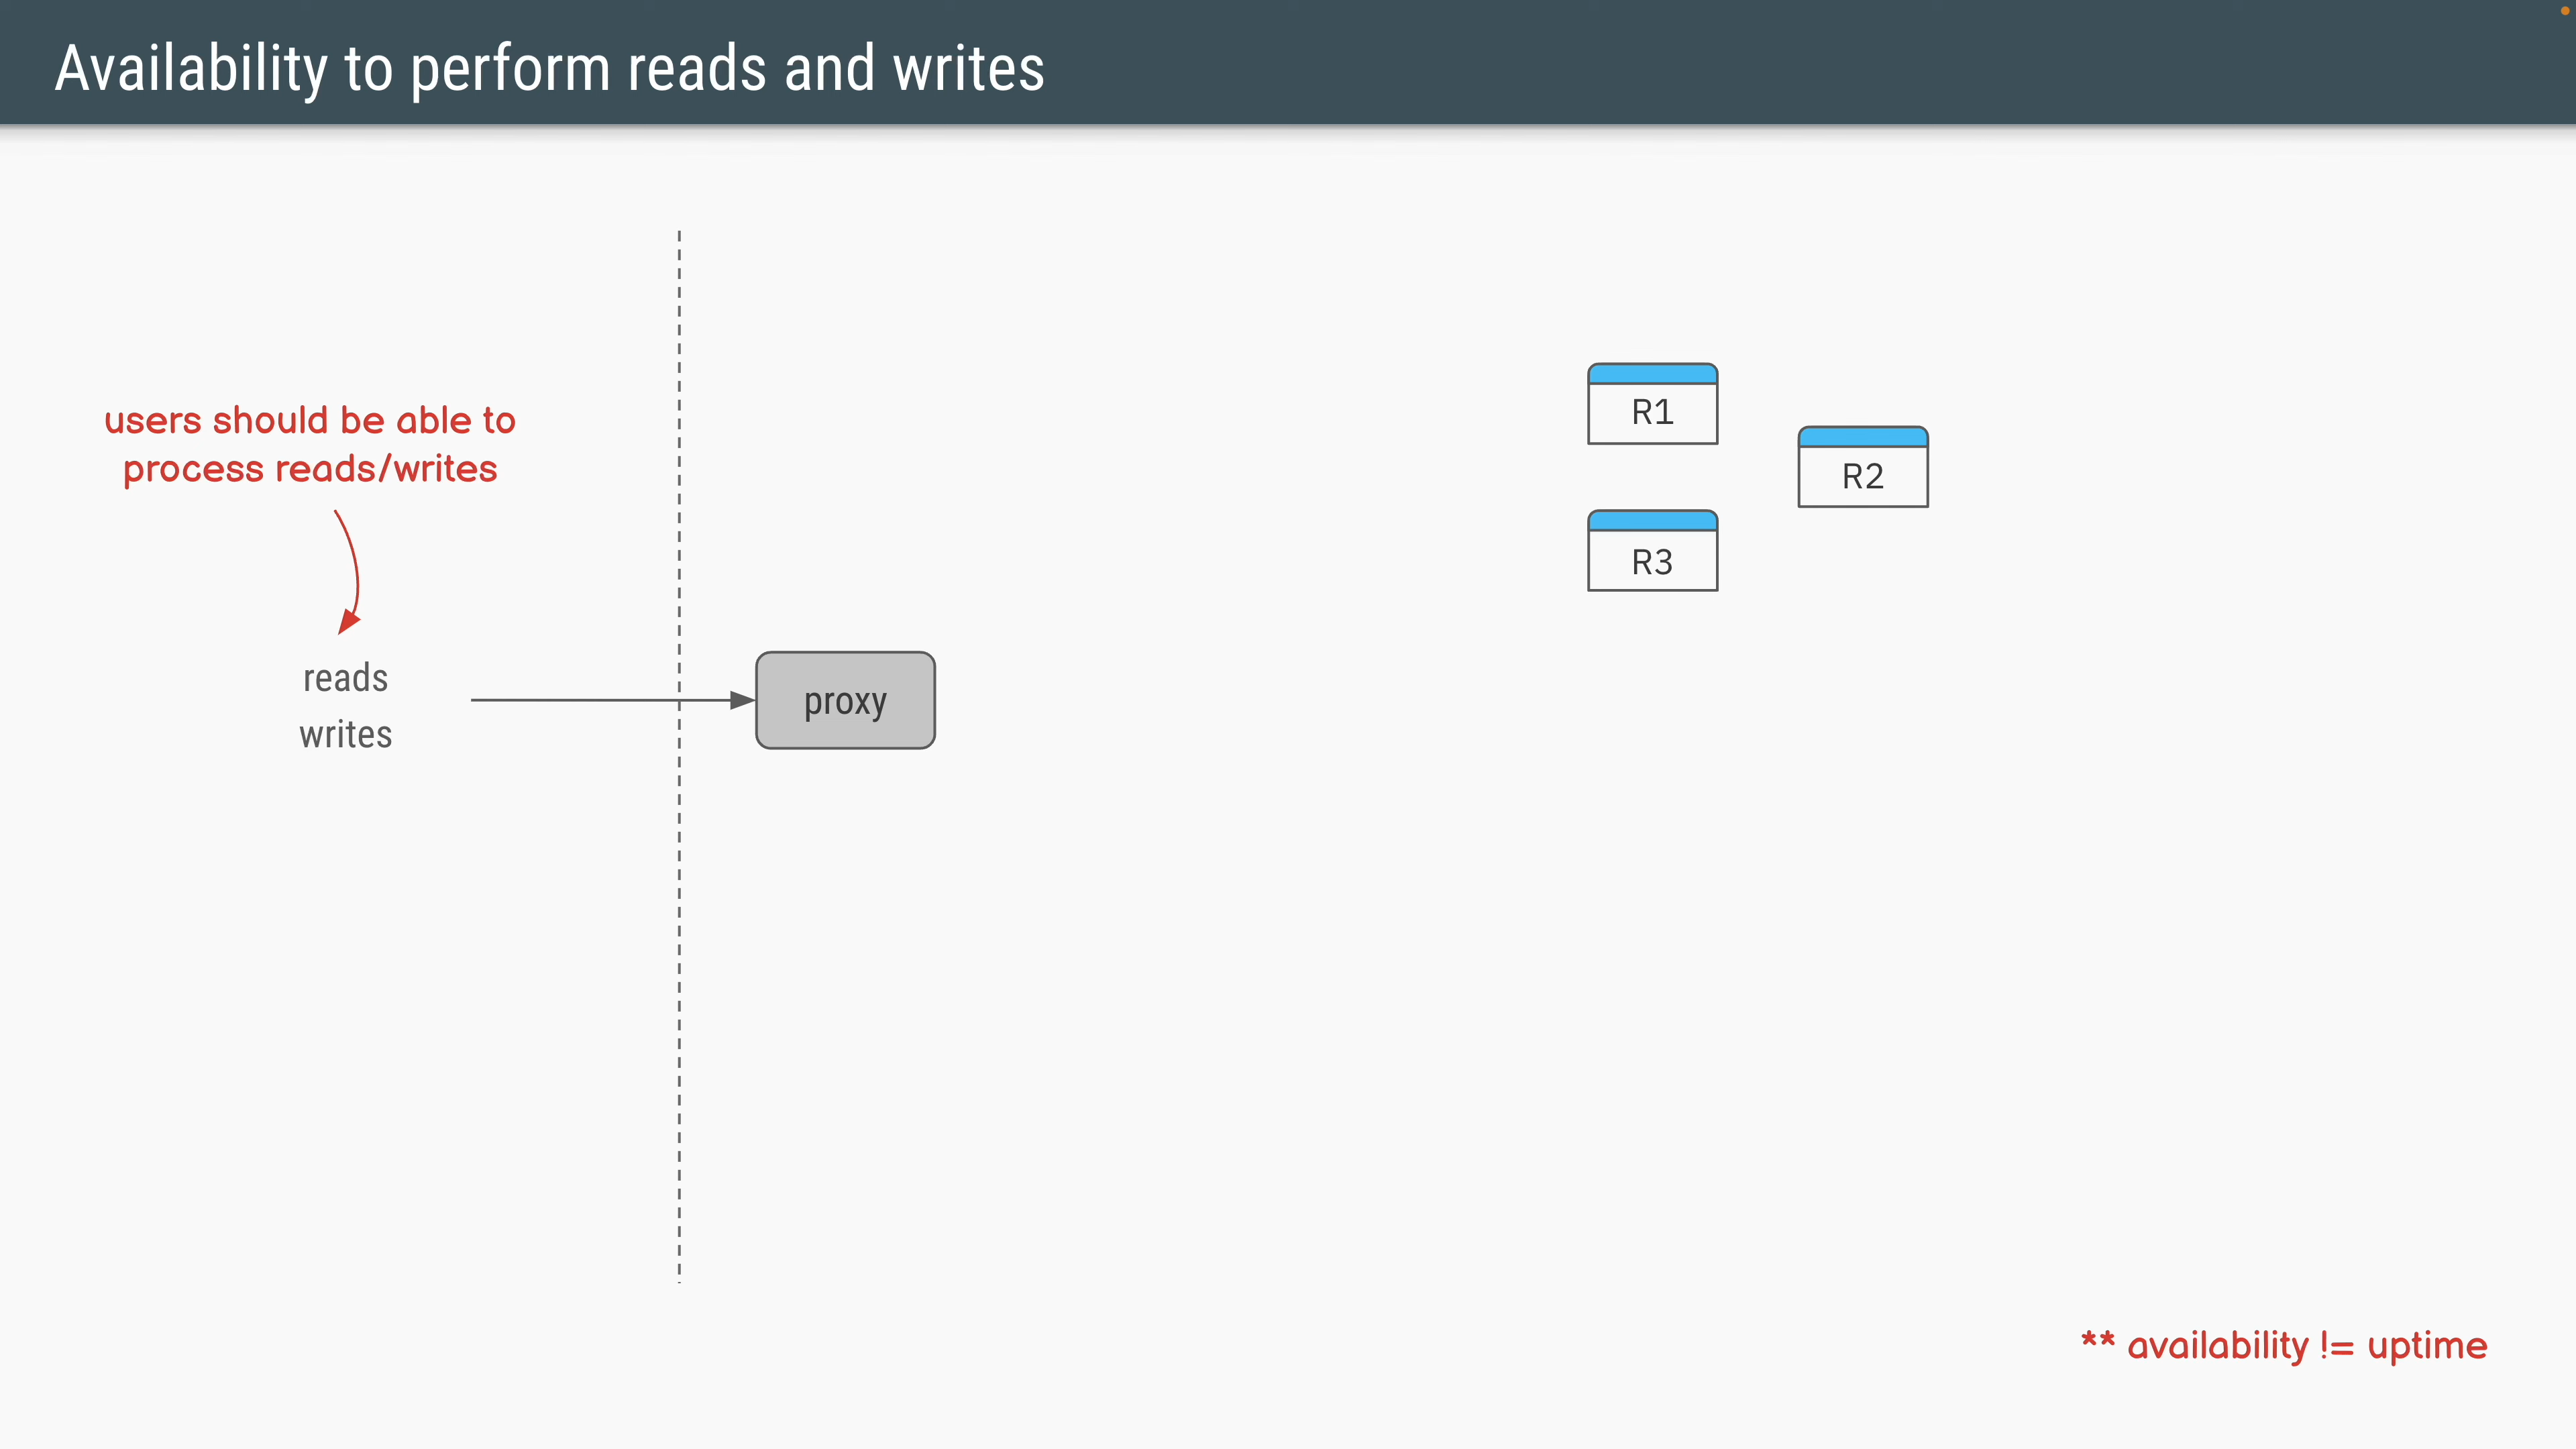 Availability to perform reads and writes
users should be able to
process reads/writes
reads
writes
proxy
R1
R2
R3
** availability != uptime